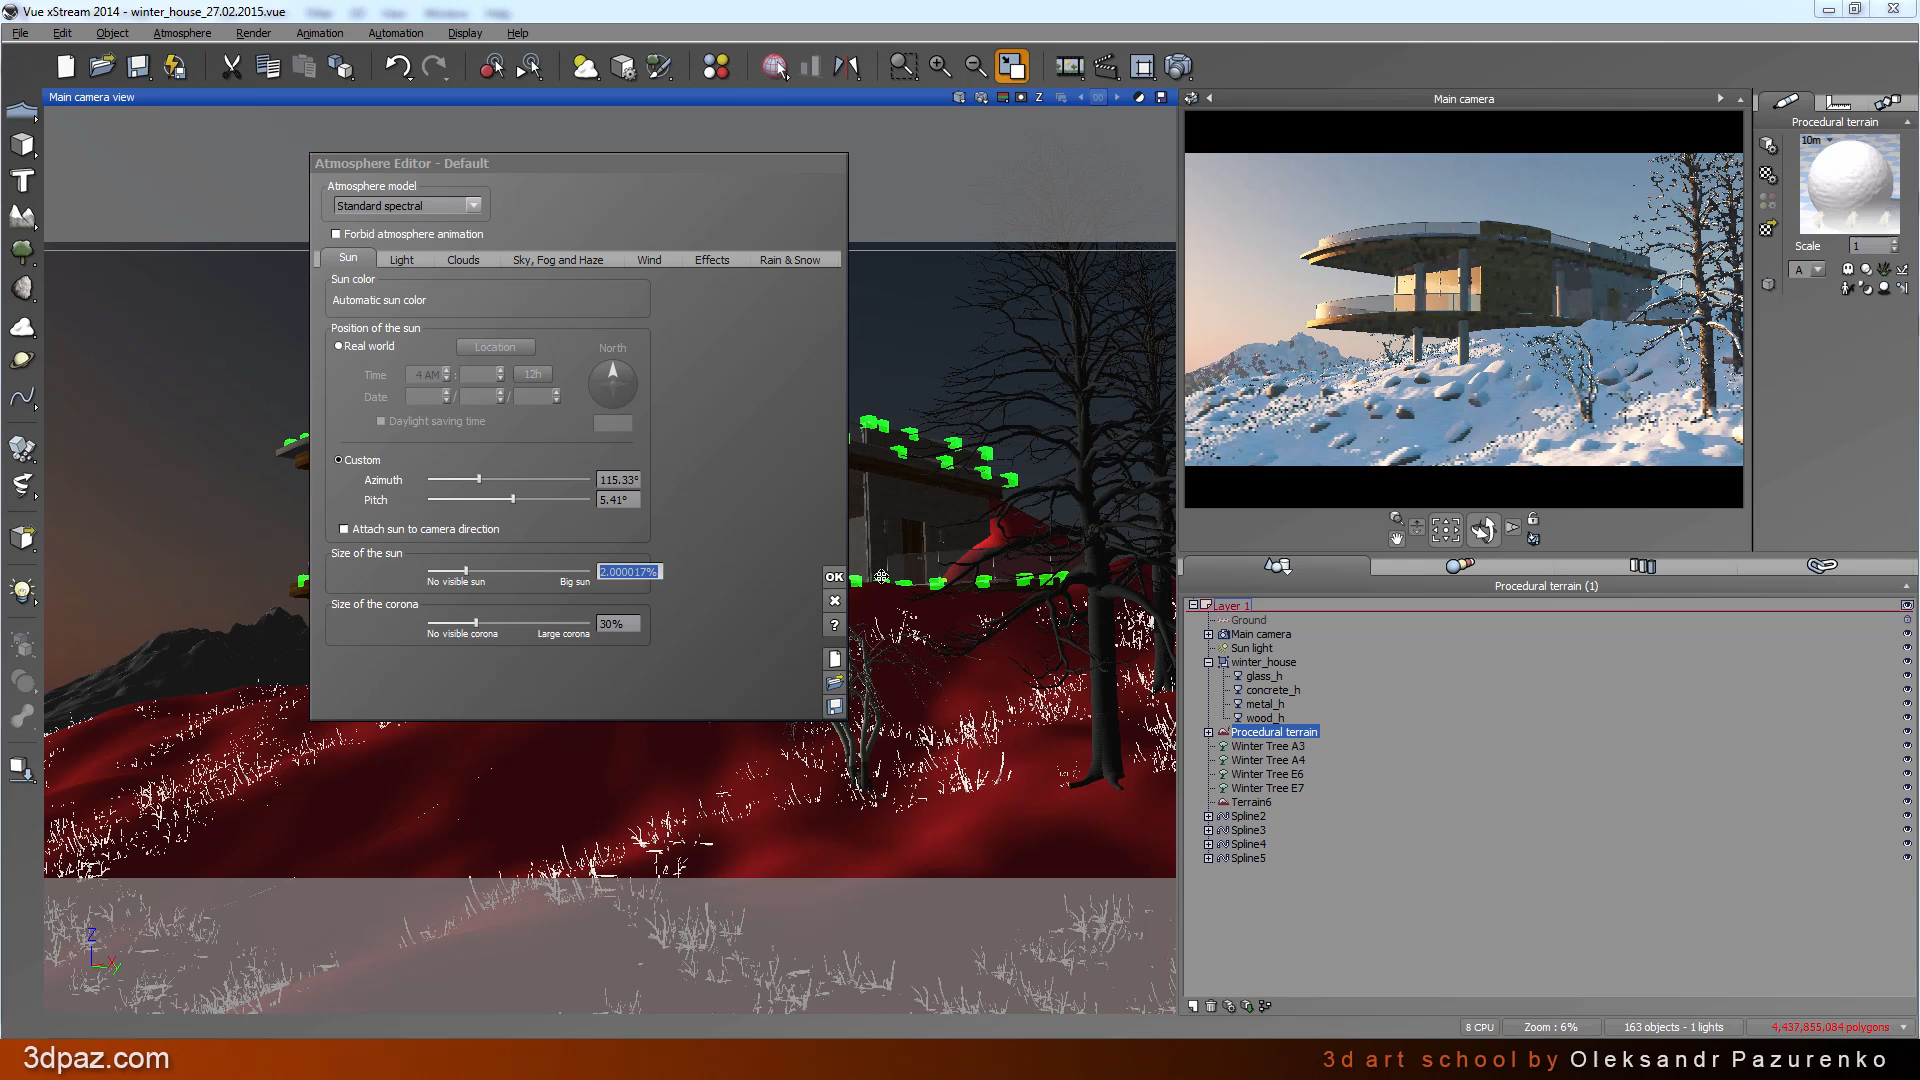 Vue xStream 2014 - winter_house_27.02.2015.vue
File Edit Object Atmosphere Render Animation Automation Display Help
Main camera view
Z
Main camera
Procedural terrain
10m
Scale 1
A
Atmosphere Editor - Default
Atmosphere model
Standard spectral
Forbid atmosphere animation
Sun Light Clouds Sky, Fog and Haze Wind Effects Rain & Snow
Sun color
Automatic sun color
Position of the sun
Real world Location North
Time 4 AM : 12h
Date / /
Daylight saving time
Custom
Azimuth 115.33°
Pitch 5.41°
Attach sun to camera direction
Size of the sun
2.000017%
No visible sun Big sun
Size of the corona
30%
No visible corona Large corona
OK
?
Procedural terrain (1)
Layer 1
Ground
Main camera
Sun light
winter_house
glass_h
concrete_h
metal_h
wood_h
Procedural terrain
Winter Tree A3
Winter Tree A4
Winter Tree E6
Winter Tree E7
Terrain6
Spline2
Spline3
Spline4
Spline5
Z
X
y
8 CPU Zoom : 6% 163 objects - 1 lights 4,437,855,084 polygons
3dpaz.com
3d art school by Oleksandr Pazurenko